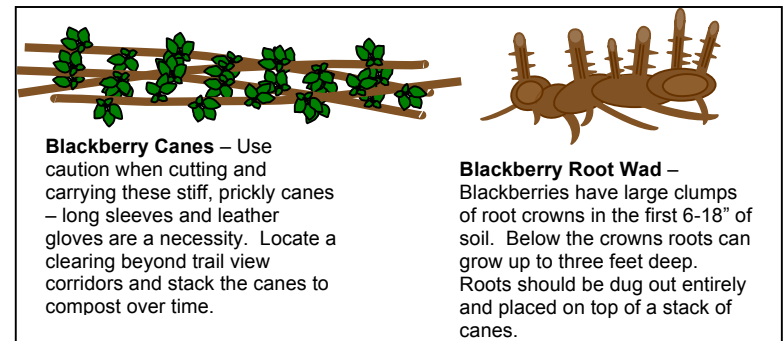 Blackberry Canes – Use
caution when cutting and
carrying these stiff, prickly canes
– long sleeves and leather
gloves are a necessity.  Locate a
clearing beyond trail view
corridors and stack the canes to
compost over time.
Blackberry Root Wad –
Blackberries have large clumps
of root crowns in the first 6-18” of
soil.  Below the crowns roots can
grow up to three feet deep.
Roots should be dug out entirely
and placed on top of a stack of
canes.